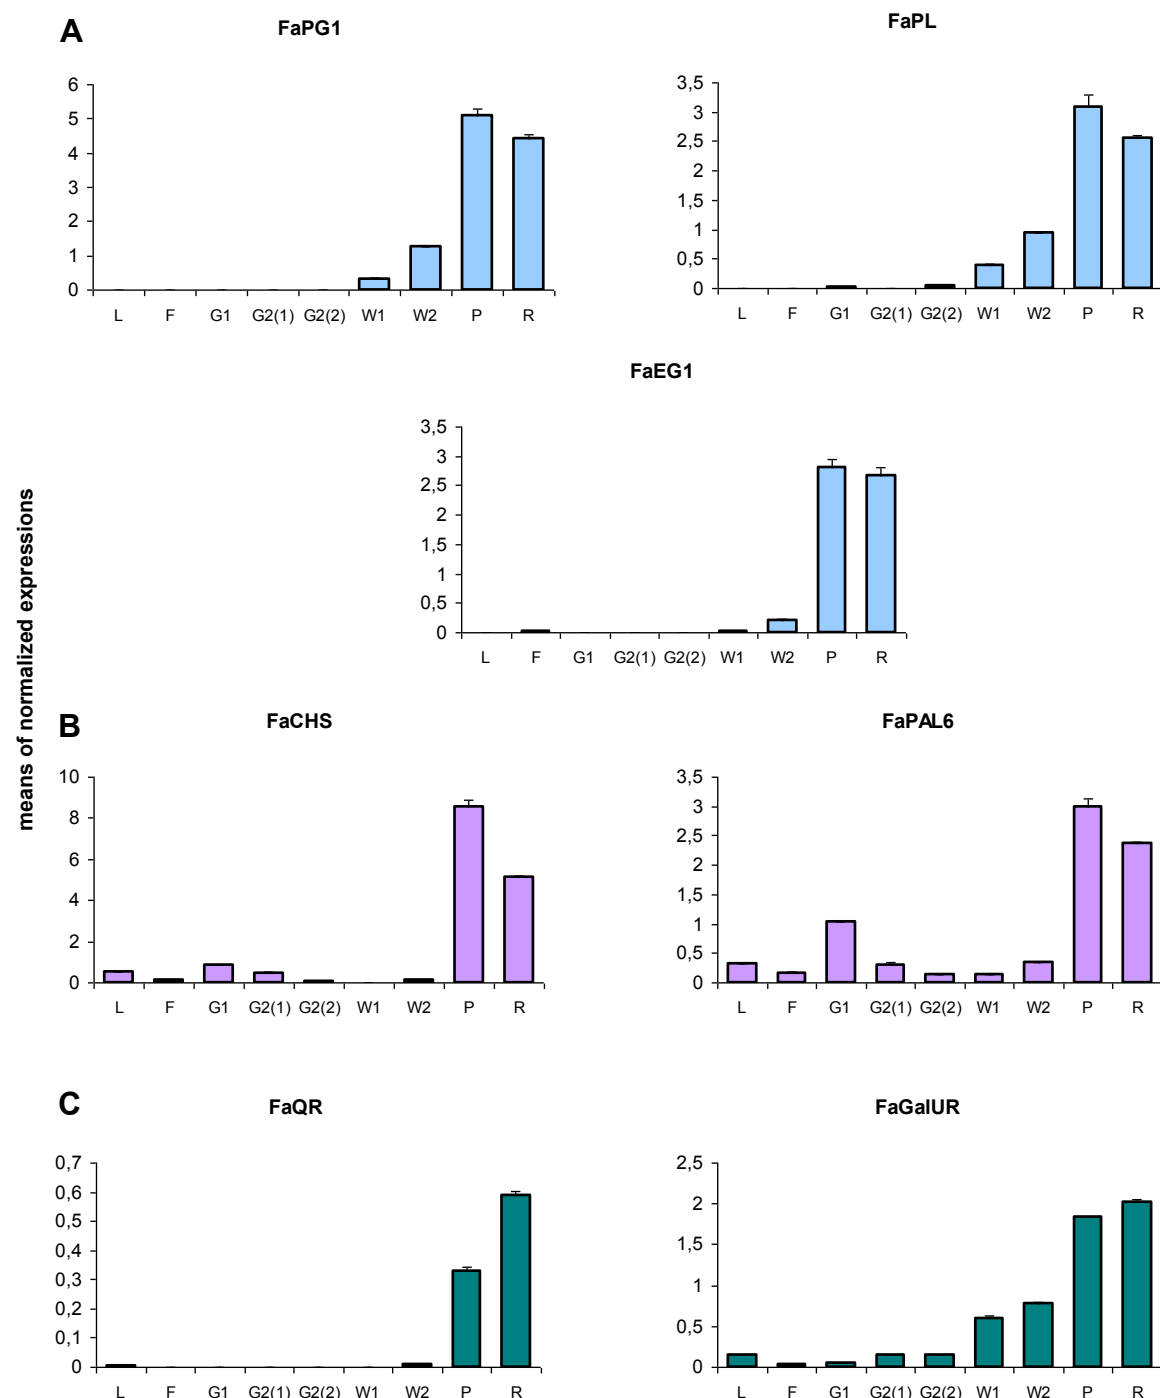 A
FaPG1
FaPL
6
5
4
3
2
1
0
L F G1 G2(1) G2(2) W1 W2 P R
3,5
3
2,5
2
1,5
1
0,5
0
L F G1 G2(1) G2(2) W1 W2 P R
FaEG1
3,5
3
2,5
2
1,5
1
0,5
0
L F G1 G2(1) G2(2) W1 W2 P R
means of normalized expressions
B
FaCHS
FaPAL6
10
8
6
4
2
0
L F G1 G2(1) G2(2) W1 W2 P R
3,5
3
2,5
2
1,5
1
0,5
0
L F G1 G2(1) G2(2) W1 W2 P R
C
FaQR
FaGalUR
0,7
0,6
0,5
0,4
0,3
0,2
0,1
0
L F G1 G2(1) G2(2) W1 W2 P R
2,5
2
1,5
1
0,5
0
L F G1 G2(1) G2(2) W1 W2 P R